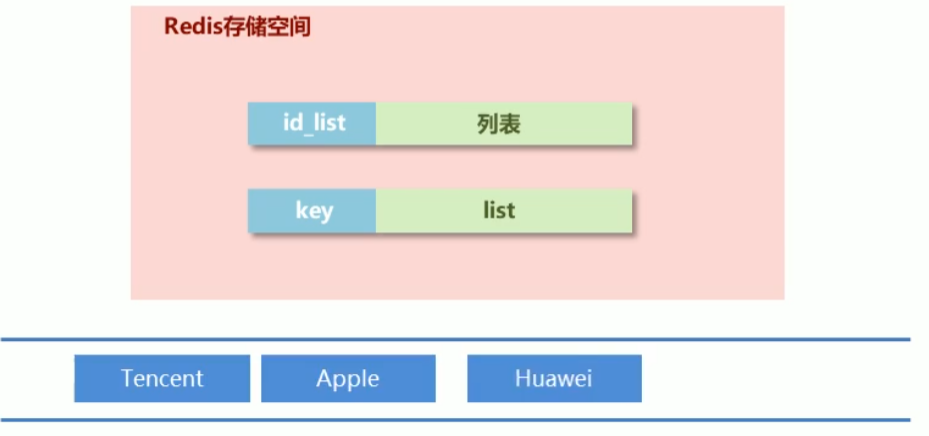 Redis存储空间
id_list 列表
key list
Tencent Apple Huawei